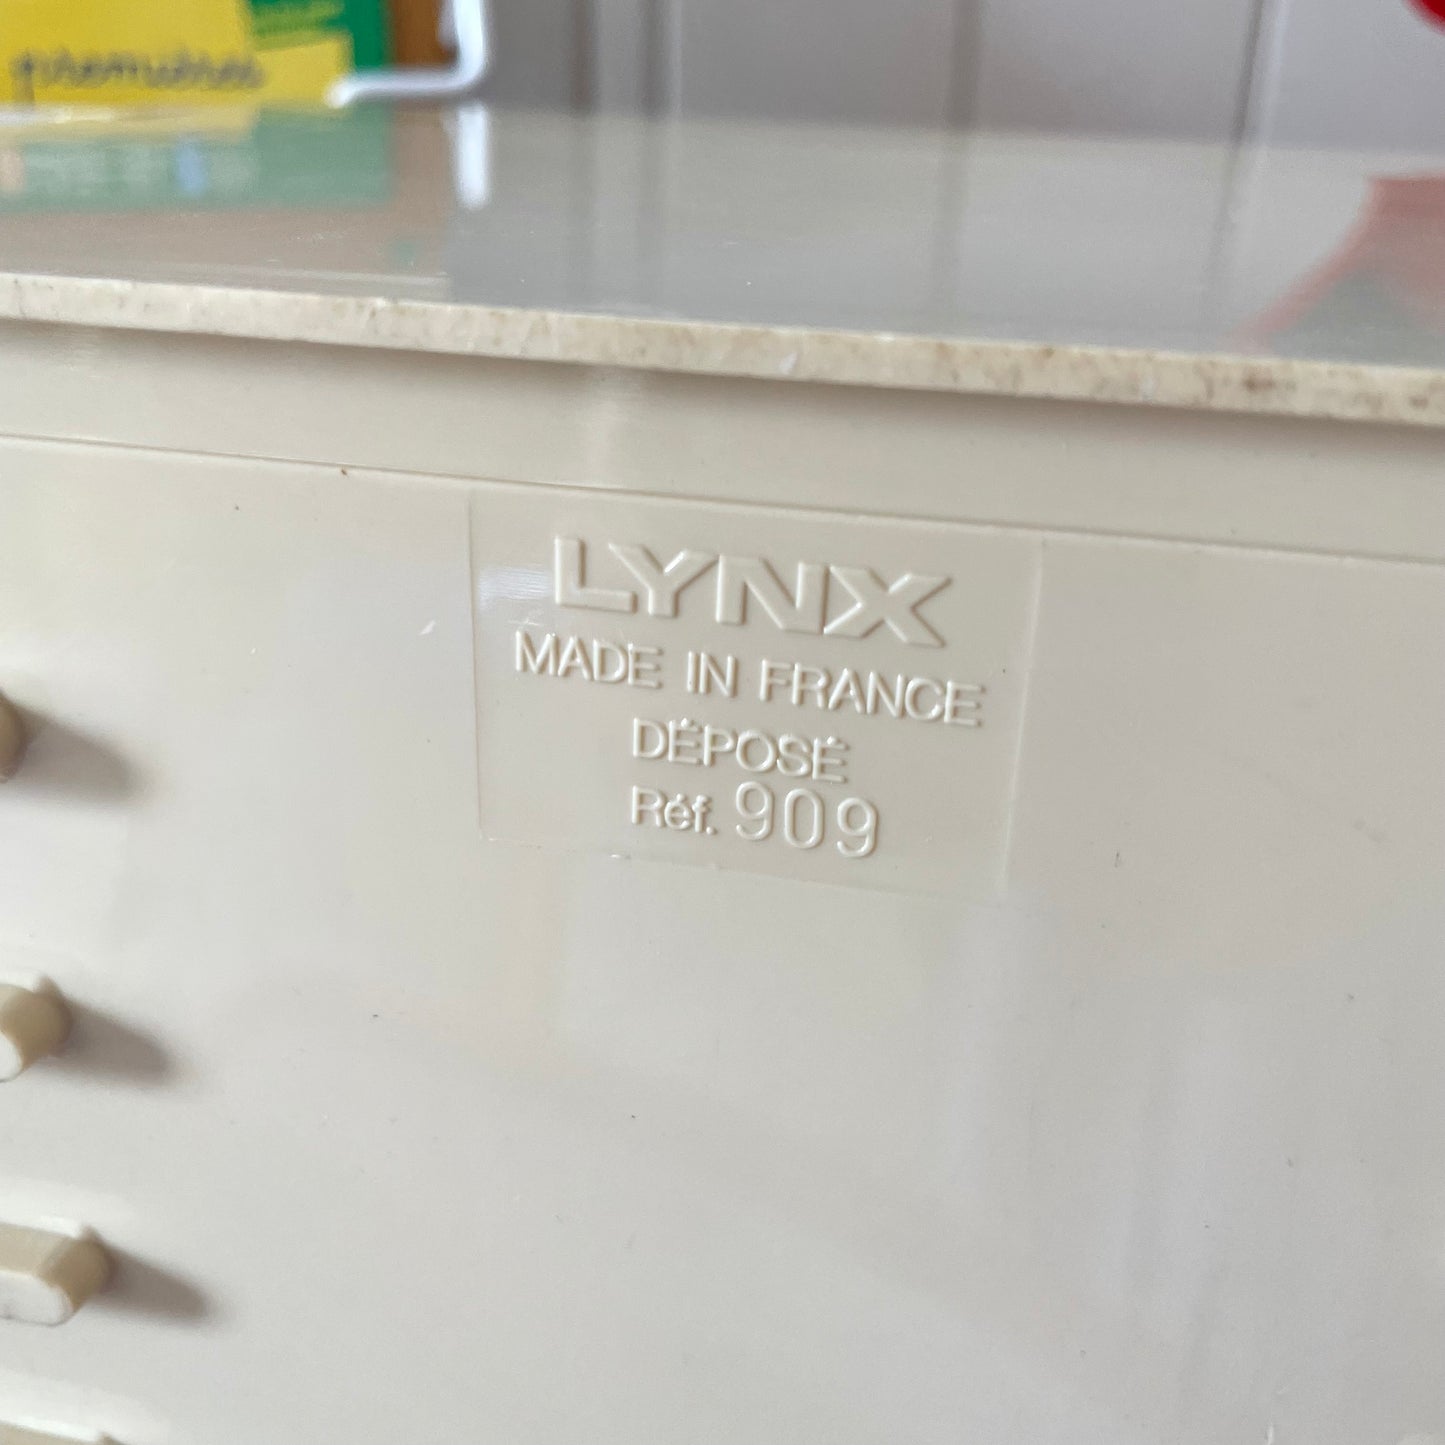 LYNX
MADE IN FRANCE
DÉPOSÉ
Réf. 909